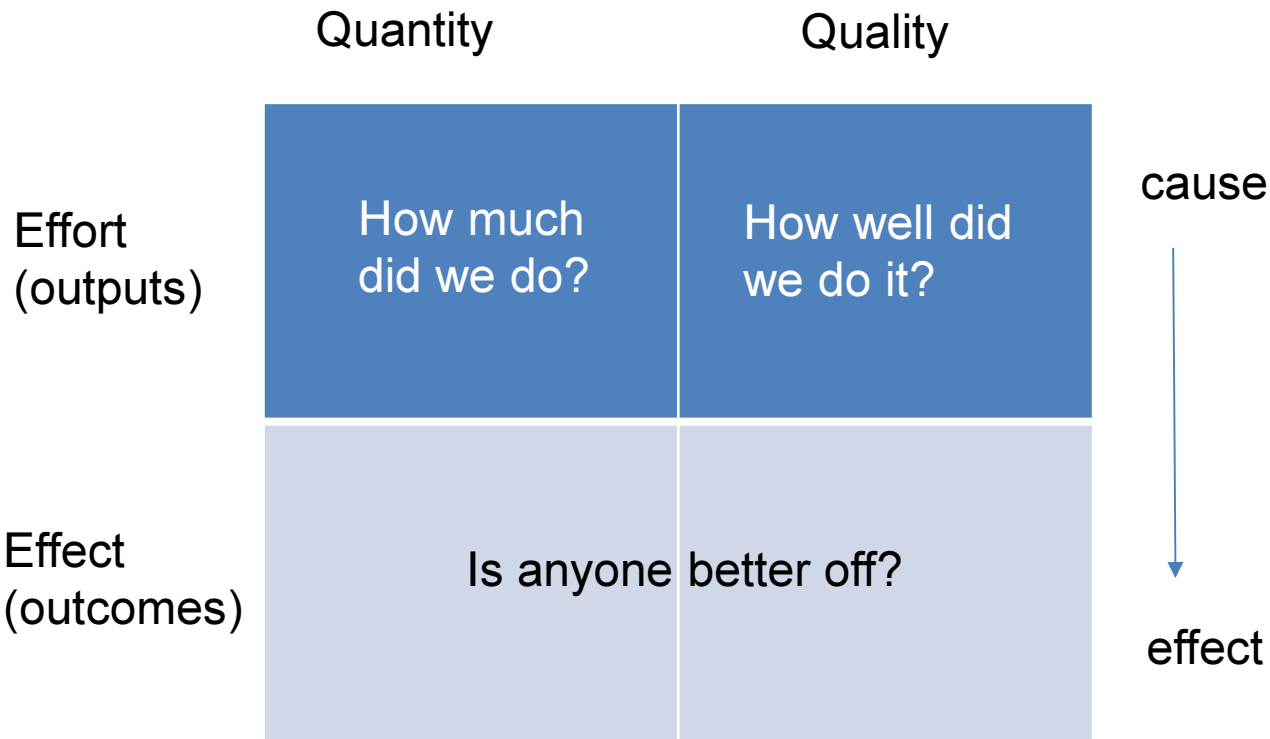 Quantity
Quality
cause
Effort
(outputs)
How much
did we do?
How well did
we do it?
Effect
(outcomes)
Is anyone better off?
effect